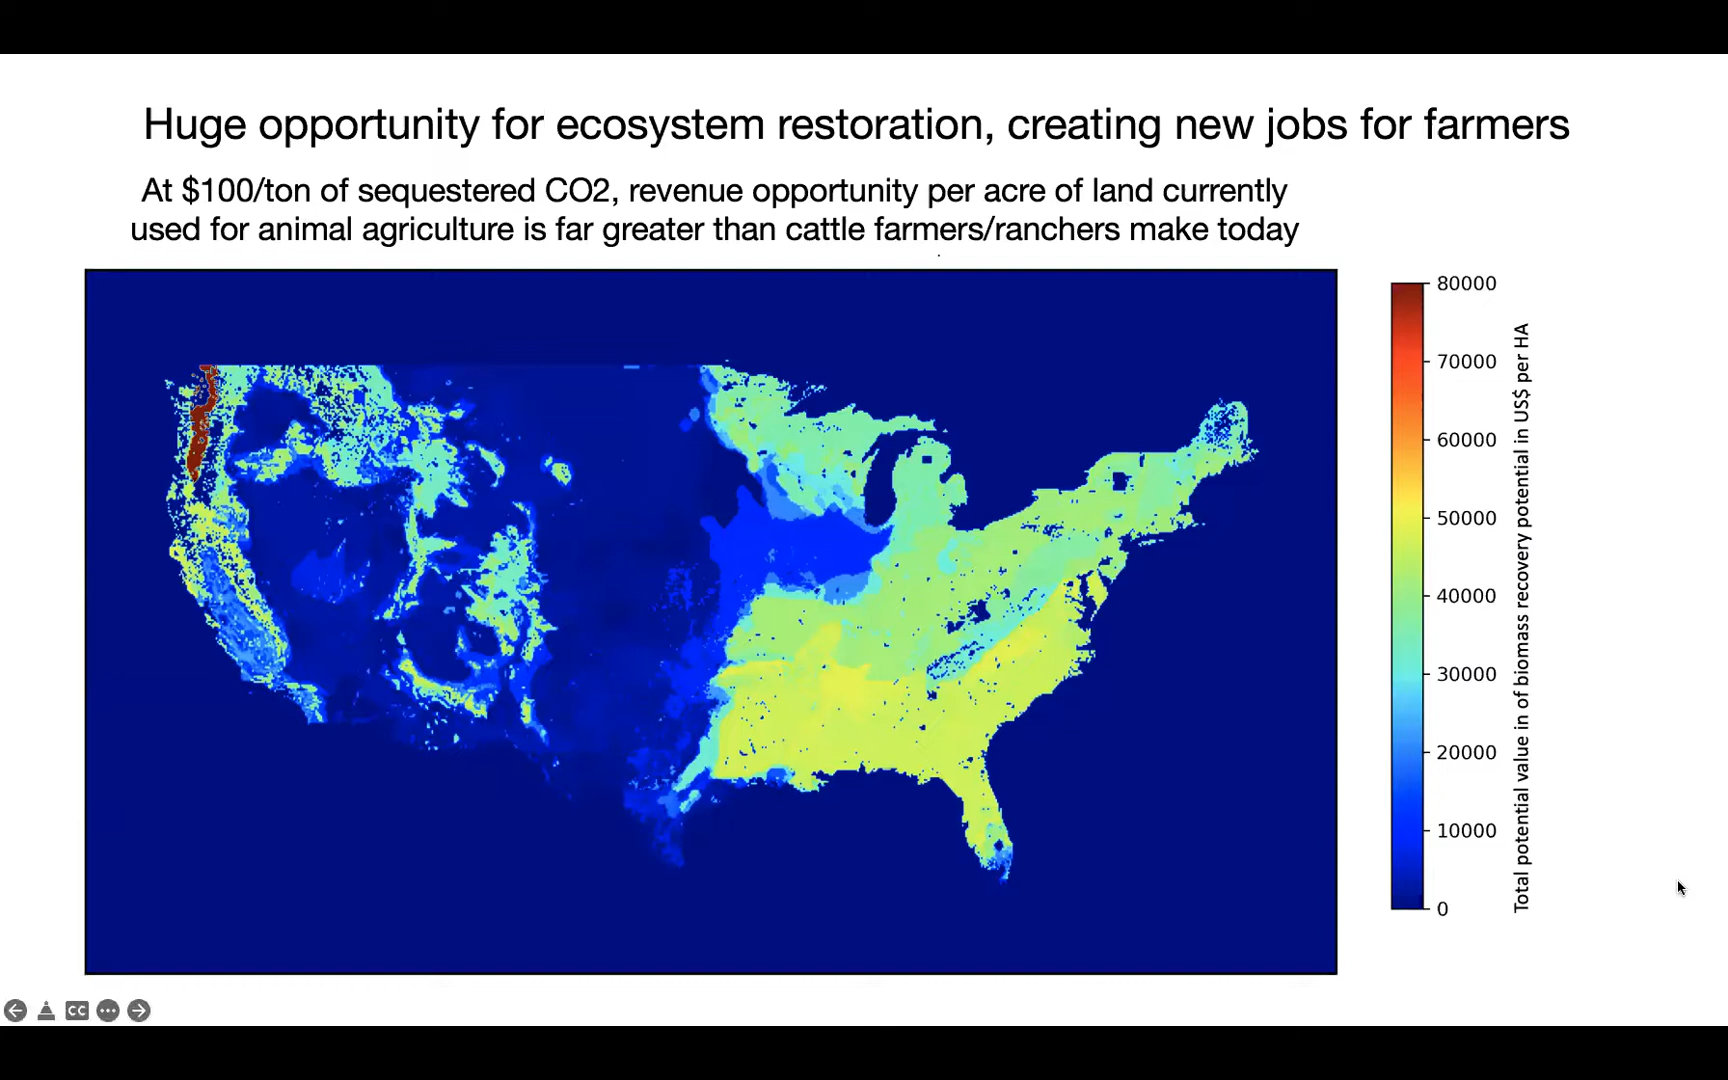 Huge opportunity for ecosystem restoration, creating new jobs for farmers
At $100/ton of sequestered CO2, revenue opportunity per acre of land currently
used for animal agriculture is far greater than cattle farmers/ranchers make today
80000
70000
60000
50000
40000
30000
20000
10000
0
Total potential value in of biomass recovery potential in US$ per HA
CC